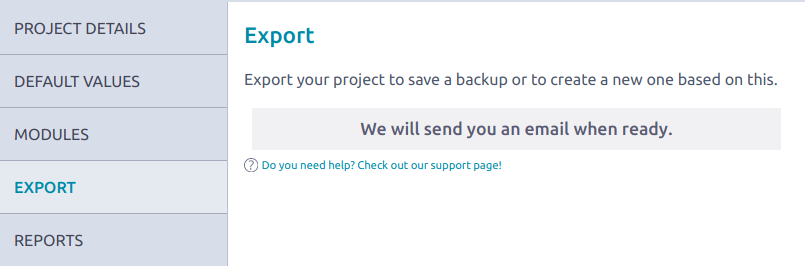 PROJECT DETAILS
DEFAULT VALUES
MODULES
EXPORT
REPORTS
Export
Export your project to save a backup or to create a new one based on this.
We will send you an email when ready.
? Do you need help? Check out our support page!